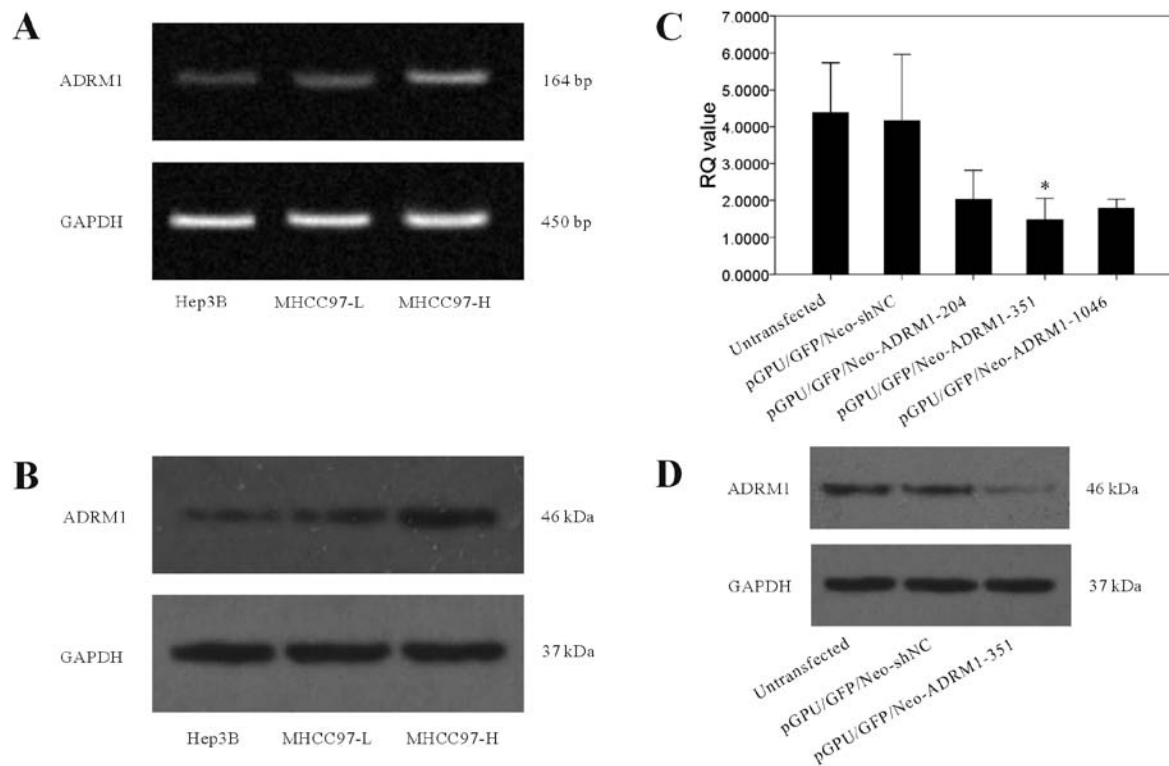 A
ADRM1
164 bp
GAPDH
450 bp
Hep3B MHCC97-L MHCC97-H
B
ADRM1
46 kDa
GAPDH
37 kDa
Hep3B MHCC97-L MHCC97-H
C
RQ value
7.0000
6.0000
5.0000
4.0000
3.0000
2.0000
1.0000
0.0000
*
Untransfected
pGPU/GFP/Neo-shNC
pGPU/GFP/Neo-ADRM1-204
pGPU/GFP/Neo-ADRM1-351
pGPU/GFP/Neo-ADRM1-1046
D
ADRM1
46 kDa
GAPDH
37 kDa
Untransfected
pGPU/GFP/Neo-shNC
pGPU/GFP/Neo-ADRM1-351